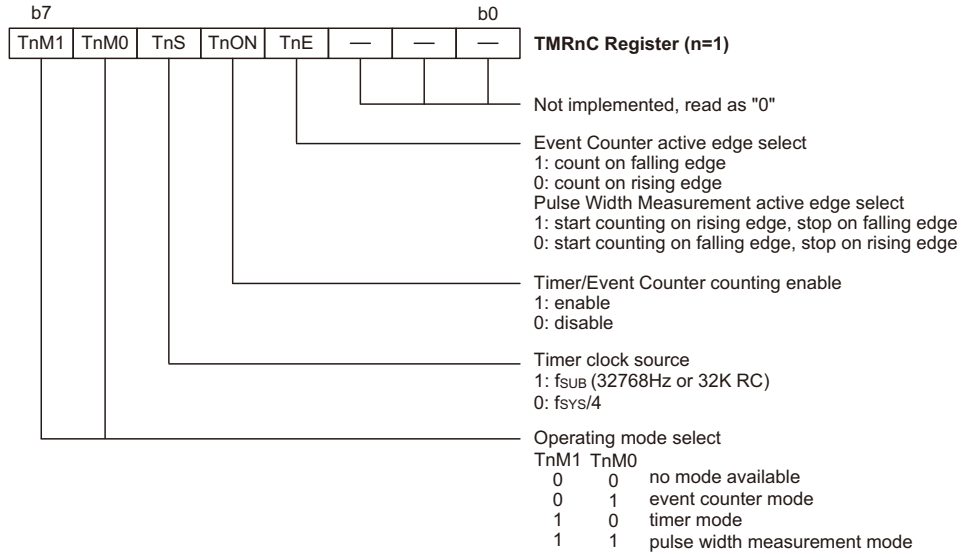 b7 b0
TnM1 TnM0 TnS TnON TnE — — — TMRnC Register (n=1)
Not implemented, read as "0"
Event Counter active edge select
1: count on falling edge
0: count on rising edge
Pulse Width Measurement active edge select
1: start counting on rising edge, stop on falling edge
0: start counting on falling edge, stop on rising edge
Timer/Event Counter counting enable
1: enable
0: disable
Timer clock source
1: fSUB (32768Hz or 32K RC)
0: fSYS/4
Operating mode select
TnM1 TnM0
0 0 no mode available
0 1 event counter mode
1 0 timer mode
1 1 pulse width measurement mode